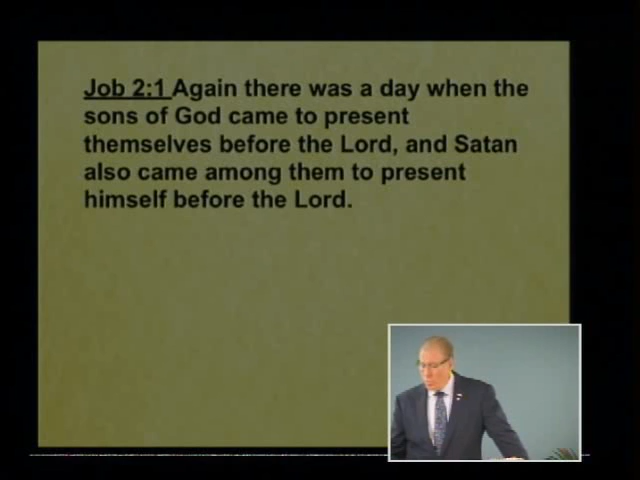 Job 2:1 Again there was a day when the
sons of God came to present
themselves before the Lord, and Satan
also came among them to present
himself before the Lord.